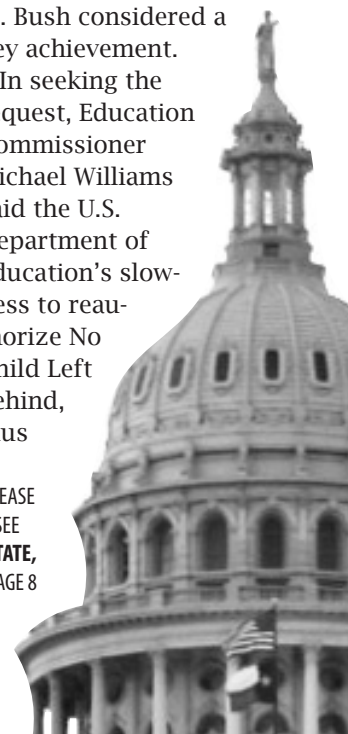 . Bush considered a
ey achievement.
In seeking the
quest, Education
ommissioner
ichael Williams
id the U.S.
epartment of
ducation’s slow-
ess to reau-
orize No
hild Left
ehind,
us
EASE
SEE
TATE,
AGE 8